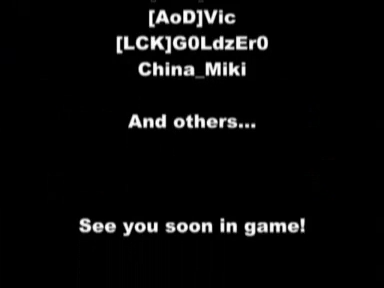 [AoD]Vic
[LCK]G0LdzEr0
China_Miki
And others...
See you soon in game!